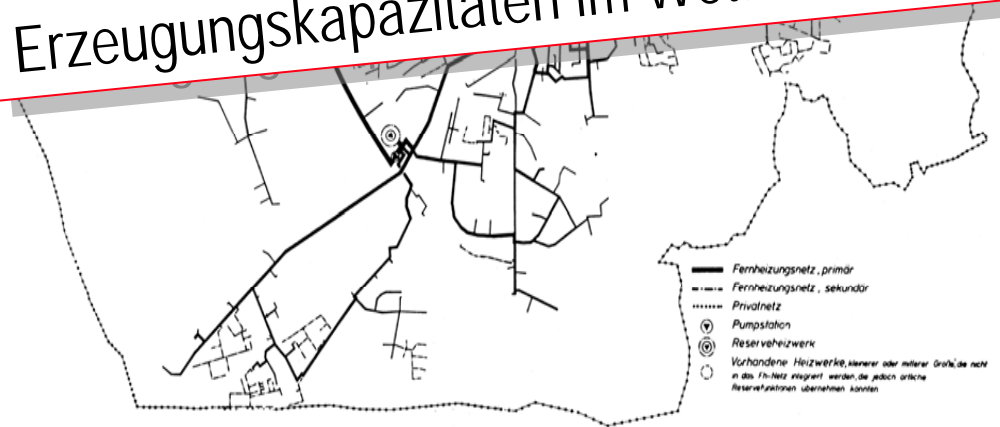 Erzeugungskapazitäten im
Fernheizungsnetz, primär
Fernheizungsnetz, sekundär
Privatnetz
Pumpstation
Reserveheizwerk
Vorhandene Heizwerke, kleinerer oder mittlerer Größe, die nicht
in das Fh-Netz integriert werden, die jedoch örtliche
Reservefunktionen übernehmen könnten